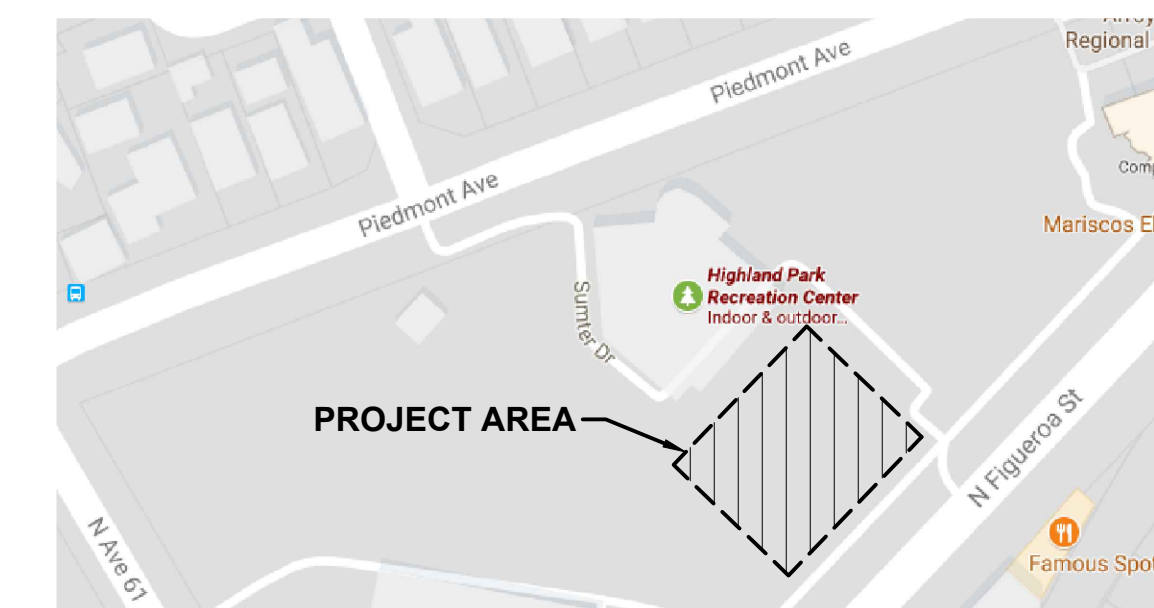 Regional
Piedmont Ave
Piedmont Ave
Mariscos El
Highland Park
Recreation Center
Indoor & outdoor...
Sumter Dr
PROJECT AREA
N Figueroa St
N Ave 61
Famous Spot